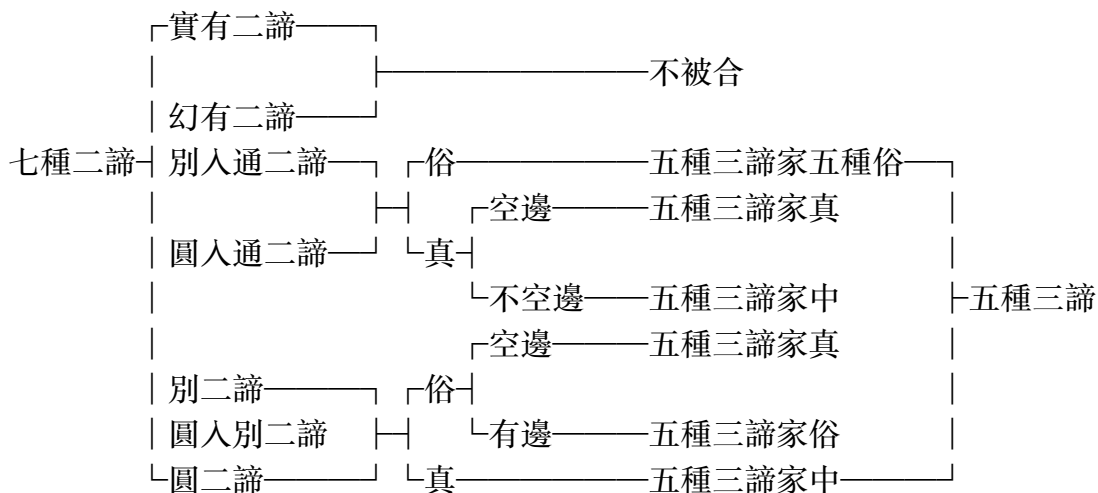 實有二諦
不被合
幻有二諦
七種二諦 別入通二諦 俗 五種三諦家五種俗
空邊 五種三諦家真
圓入通二諦 真
不空邊 五種三諦家中 五種三諦
空邊 五種三諦家真
別二諦 俗
圓入別二諦 有邊 五種三諦家俗
圓二諦 真 五種三諦家中